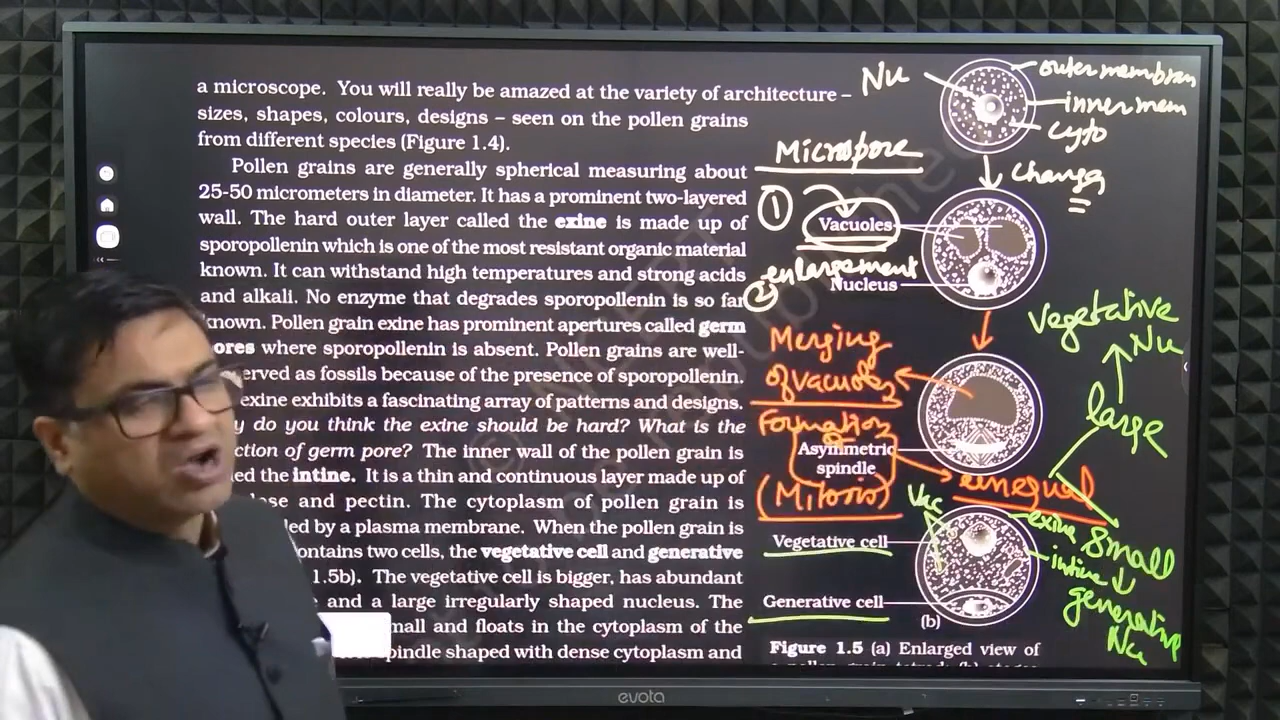 a microscope. You will really be amazed at the variety of architecture –
sizes, shapes, colours, designs – seen on the pollen grains
from different species (Figure 1.4).
Pollen grains are generally spherical measuring about
25-50 micrometers in diameter. It has a prominent two-layered
wall. The hard outer layer called the exine is made up of
sporopollenin which is one of the most resistant organic material
known. It can withstand high temperatures and strong acids
and alkali. No enzyme that degrades sporopollenin is so far
known. Pollen grain exine has prominent apertures called germ
ores where sporopollenin is absent. Pollen grains are well-
erved as fossils because of the presence of sporopollenin.
exine exhibits a fascinating array of patterns and designs.
y do you think the exine should be hard? What is the
ction of germ pore? The inner wall of the pollen grain is
ed the intine. It is a thin and continuous layer made up of
ose and pectin. The cytoplasm of pollen grain is
ed by a plasma membrane. When the pollen grain is
ontains two cells, the vegetative cell and generative
1.5b). The vegetative cell is bigger, has abundant
and a large irregularly shaped nucleus. The
mall and floats in the cytoplasm of the
pindle shaped with dense cytoplasm and
Nu
outer membran
inner mem
cyto
Micropore
changes
1
Vacuoles
enlargement
2
Nucleus
Merging
of vacuoles
Formation
Asymmetric
spindle
(Mitosis)
unequal
Vegetative
Nu
large
small
generative
Nu
Vac
exine
intine
Vegetative cell
Generative cell
(b)
Figure 1.5 (a) Enlarged view of
evota